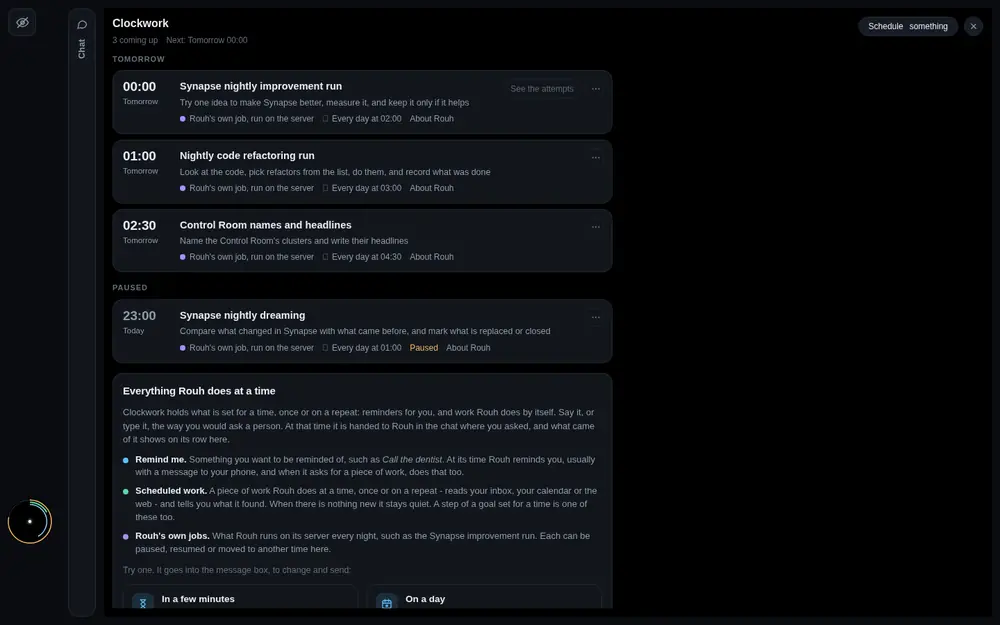 Clockwork
Schedule something
3 coming up Next: Tomorrow 00:00
Chat
TOMORROW
00:00
Tomorrow
Synapse nightly improvement run
See the attempts
Try one idea to make Synapse better, measure it, and keep it only if it helps
Rouh's own job, run on the server Every day at 02:00 About Rouh
01:00
Tomorrow
Nightly code refactoring run
Look at the code, pick refactors from the list, do them, and record what was done
Rouh's own job, run on the server Every day at 03:00 About Rouh
02:30
Tomorrow
Control Room names and headlines
Name the Control Room's clusters and write their headlines
Rouh's own job, run on the server Every day at 04:30 About Rouh
PAUSED
23:00
Today
Synapse nightly dreaming
Compare what changed in Synapse with what came before, and mark what is replaced or closed
Rouh's own job, run on the server Every day at 01:00 Paused About Rouh
Everything Rouh does at a time
Clockwork holds what is set for a time, once or on a repeat: reminders for you, and work Rouh does by itself. Say it, or
type it, the way you would ask a person. At that time it is handed to Rouh in the chat where you asked, and what came
of it shows on its row here.
Remind me. Something you want to be reminded of, such as Call the dentist. At its time Rouh reminds you, usually
with a message to your phone, and when it asks for a piece of work, does that too.
Scheduled work. A piece of work Rouh does at a time, once or on a repeat - reads your inbox, your calendar or the
web - and tells you what it found. When there is nothing new it stays quiet. A step of a goal set for a time is one of
these too.
Rouh's own jobs. What Rouh runs on its server every night, such as the Synapse improvement run. Each can be
paused, resumed or moved to another time here.
Try one. It goes into the message box, to change and send:
In a few minutes
On a day